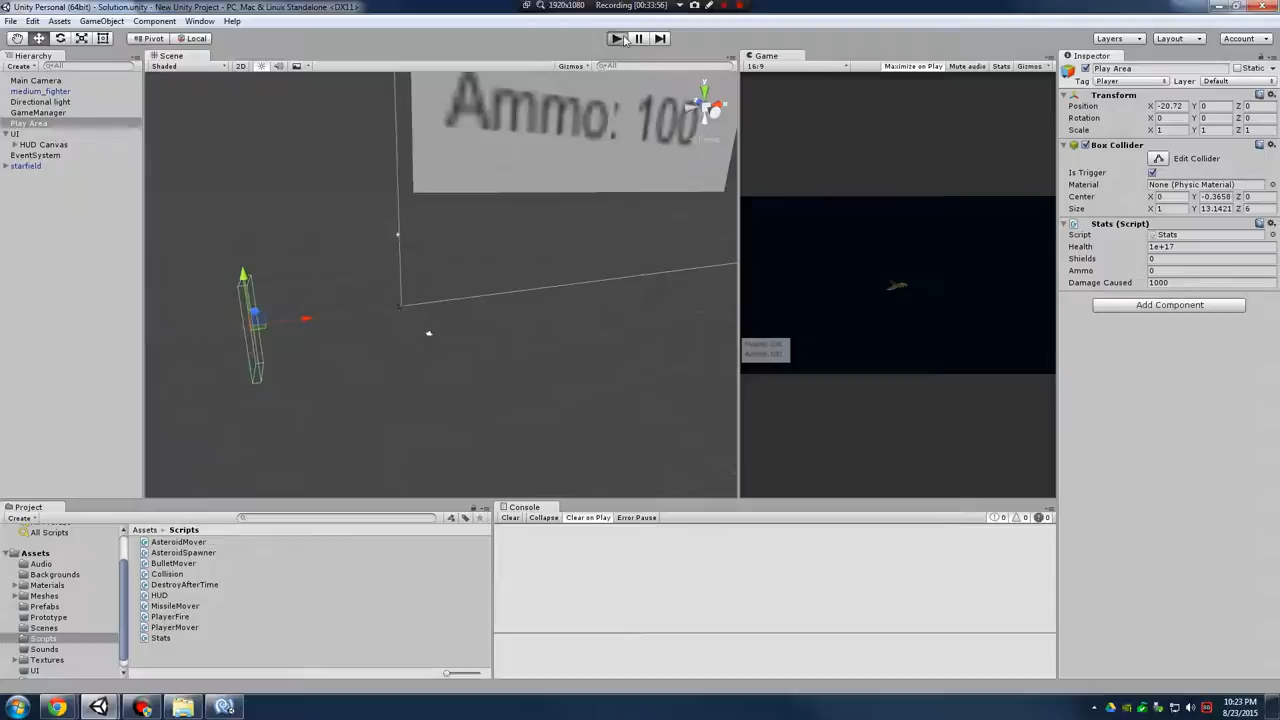 Unity Personal (64bit) - Solution.unity - New Unity Project - PC, Mac & Linux Standalone <DX11>
1920x1080 Recording [00:33:56]
File Edit Assets GameObject Component Window Help
Pivot Local Layers Layout Account
Hierarchy
Create All
Main Camera
medium_fighter
Directional light
GameManager
Play Area
UI
HUD Canvas
EventSystem
starfield
Scene
Shaded 2D Gizmos All
Ammo: 100
y
Persp
Game
16:9 Maximize on Play Mute audio Stats Gizmos
Health: 100
Ammo: 100
Inspector
Play Area Static
Tag Player Layer Default
Transform
Position X -20.72 Y 0 Z 0
Rotation X 0 Y 0 Z 0
Scale X 1 Y 1 Z 1
Box Collider
Edit Collider
Is Trigger
Material None (Physic Material)
Center X 0 Y -0.3658 Z 0
Size X 1 Y 13.1421 Z 6
Stats (Script)
Script Stats
Health 1e+17
Shields 0
Ammo 0
Damage Caused 1000
Add Component
Project
Create
All Scripts
Assets
Audio
Backgrounds
Materials
Meshes
Prefabs
Prototype
Scenes
Scripts
Sounds
Textures
UI
Assets Scripts
AsteroidMover
AsteroidSpawner
BulletMover
Collision
DestroyAfterTime
HUD
MissileMover
PlayerFire
PlayerMover
Stats
Console
Clear Collapse Clear on Play Error Pause 0 0 0
10:23 PM
8/23/2015